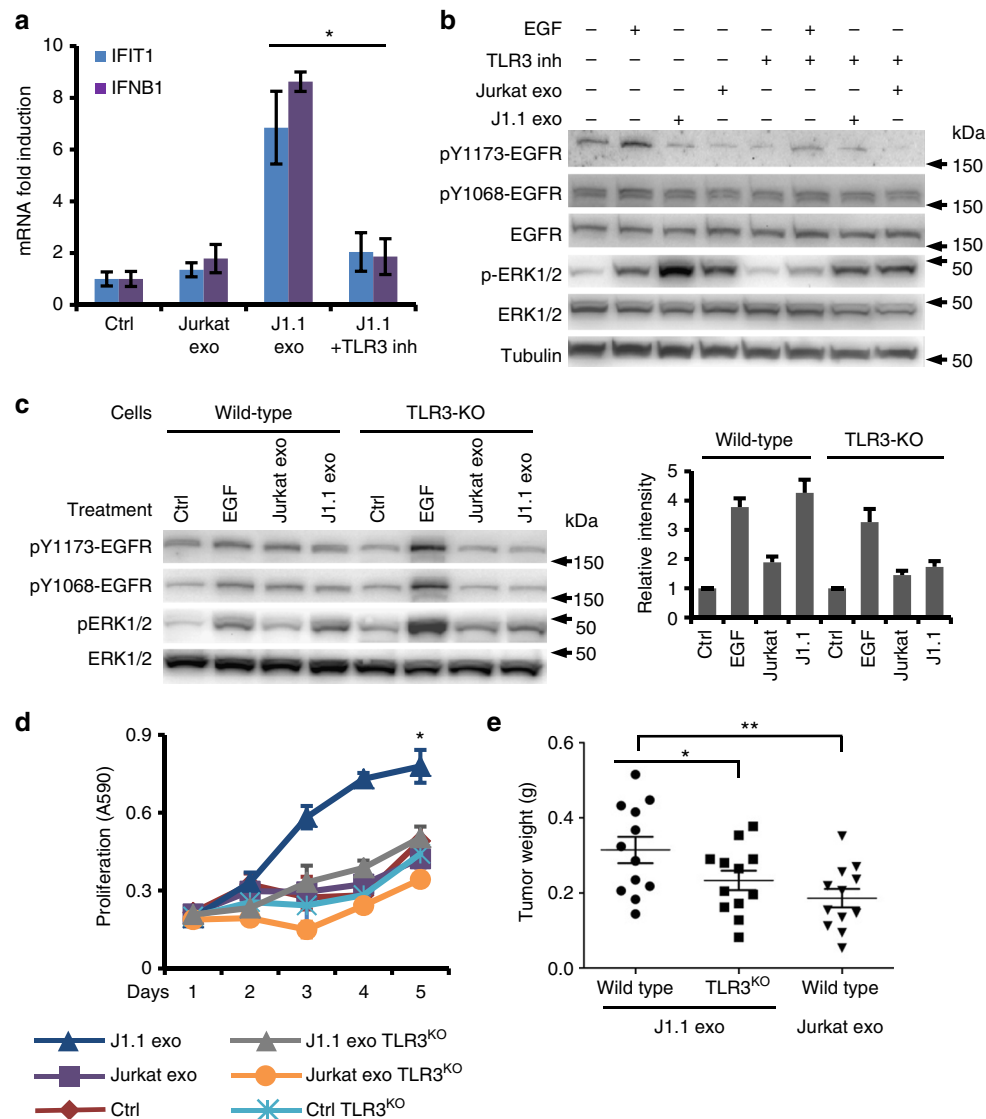 a
10
8
6
4
2
0
mRNA fold induction
IFIT1
IFNB1
*
Ctrl
Jurkat exo
J1.1 exo
J1.1 +TLR3 inh
b
EGF – + – – – + – –
TLR3 inh – – – – + + + +
Jurkat exo – – – + – – – +
J1.1 exo – – + – – – + –
kDa
pY1173-EGFR 150
pY1068-EGFR 150
EGFR 150
p-ERK1/2 50
ERK1/2 50
Tubulin 50
c
Cells Wild-type TLR3-KO
Treatment Ctrl EGF Jurkat exo J1.1 exo Ctrl EGF Jurkat exo J1.1 exo
kDa
pY1173-EGFR 150
pY1068-EGFR 150
pERK1/2 50
ERK1/2 50
Wild-type TLR3-KO
Relative intensity
5
4
3
2
1
0
Ctrl EGF Jurkat J1.1 Ctrl EGF Jurkat J1.1
d
Proliferation (A590)
0.9
0.6
0.3
0
*
Days 1 2 3 4 5
J1.1 exo
Jurkat exo
Ctrl
J1.1 exo TLR3KO
Jurkat exo TLR3KO
Ctrl TLR3KO
e
Tumor weight (g)
0.6
0.4
0.2
0.0
**
*
Wild type TLR3KO Wild type
J1.1 exo Jurkat exo